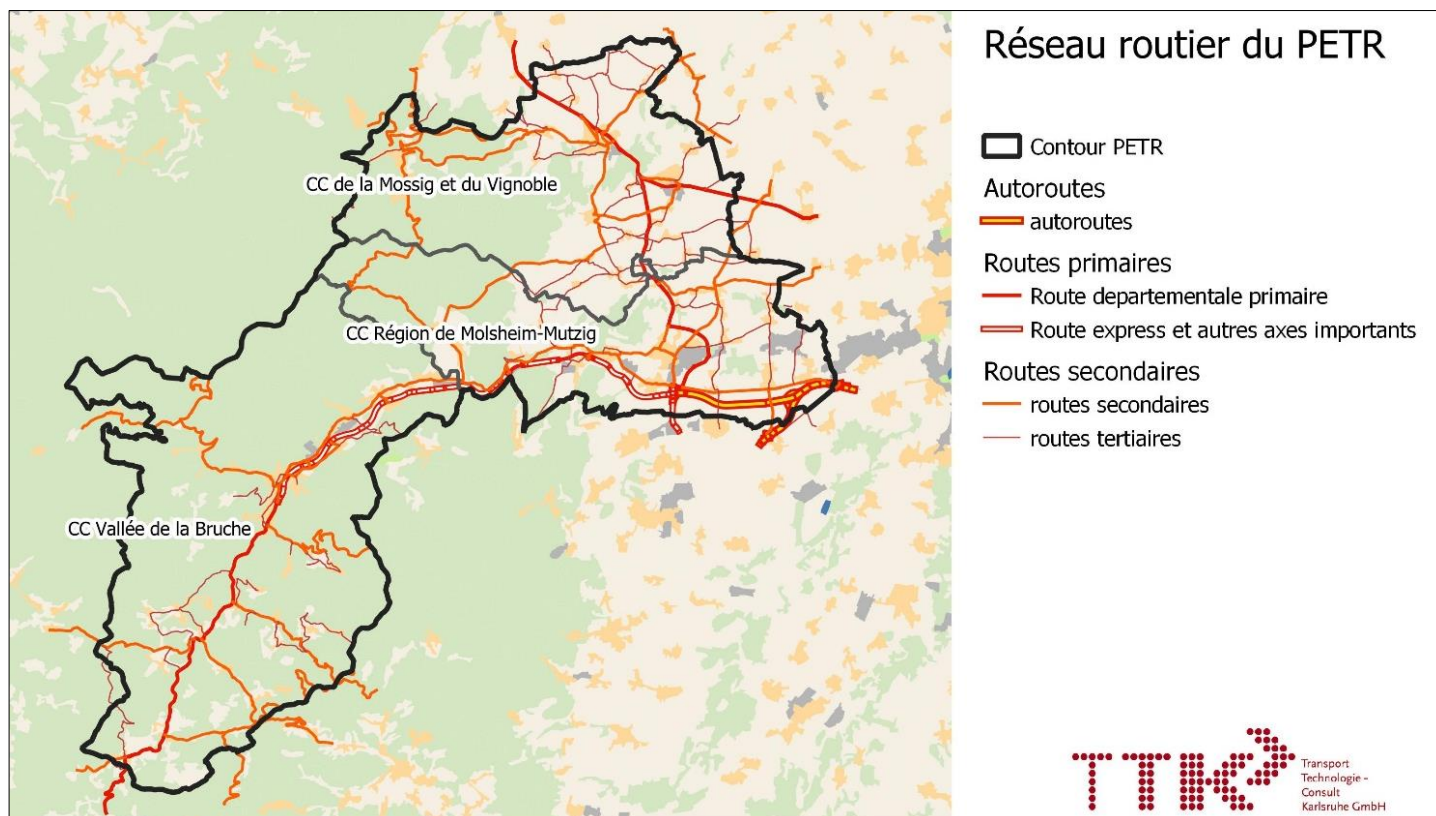 Réseau routier du PETR
Contour PETR
Autoroutes
autoroutes
Routes primaires
Route departementale primaire
Route express et autres axes importants
Routes secondaires
routes secondaires
routes tertiaires
CC de la Mossig et du Vignoble
CC Région de Molsheim-Mutzig
CC Vallée de la Bruche
TTK
Transport
Technologie -
Consult
Karlsruhe GmbH